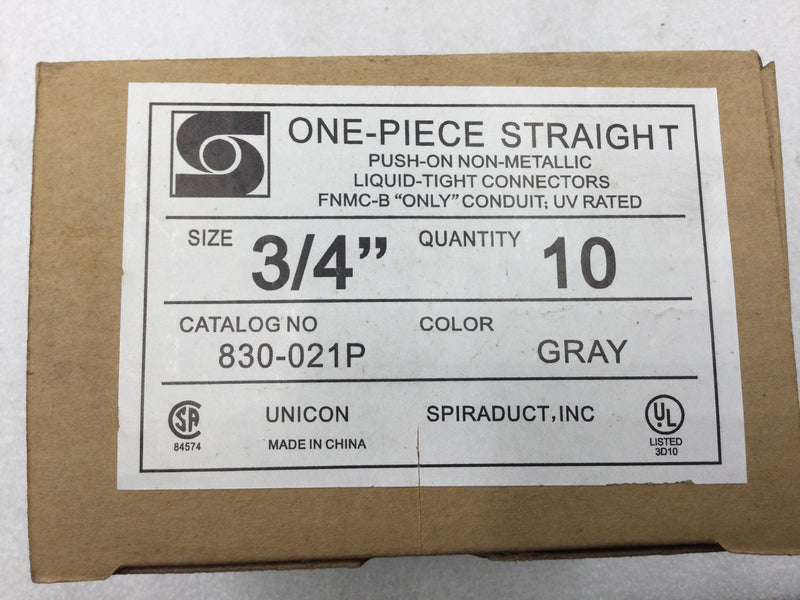 ONE-PIECE STRAIGHT
PUSH-ON NON-METALLIC
LIQUID-TIGHT CONNECTORS
FNMC-B “ONLY” CONDUIT; UV RATED
SIZE 3/4” QUANTITY 10
CATALOG NO COLOR
830-021P GRAY
UNICON SPIRADUCT,INC
MADE IN CHINA
SA
84574
UL
LISTED
3D10